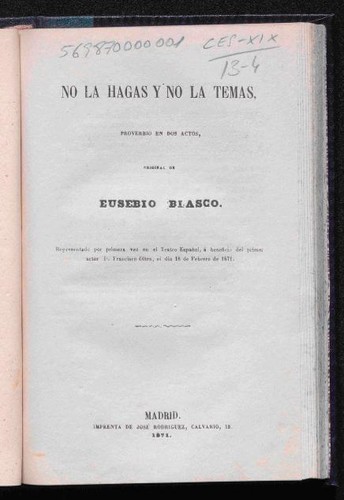 569870000001
CES-XIX
13-4
NO LA HAGAS Y NO LA TEMAS,
PROVERBIO EN DOS ACTOS,
ORIGINAL DE
EUSEBIO BLASCO.
Representado por primera vez en el Teatro Español, á beneficio del primer
actor D. Francisco Oltra, el dia 16 de Febrero de 1871.
MADRID.
IMPRENTA DE JOSÉ RODRIGUEZ, CALVARIO, 18.
1871.